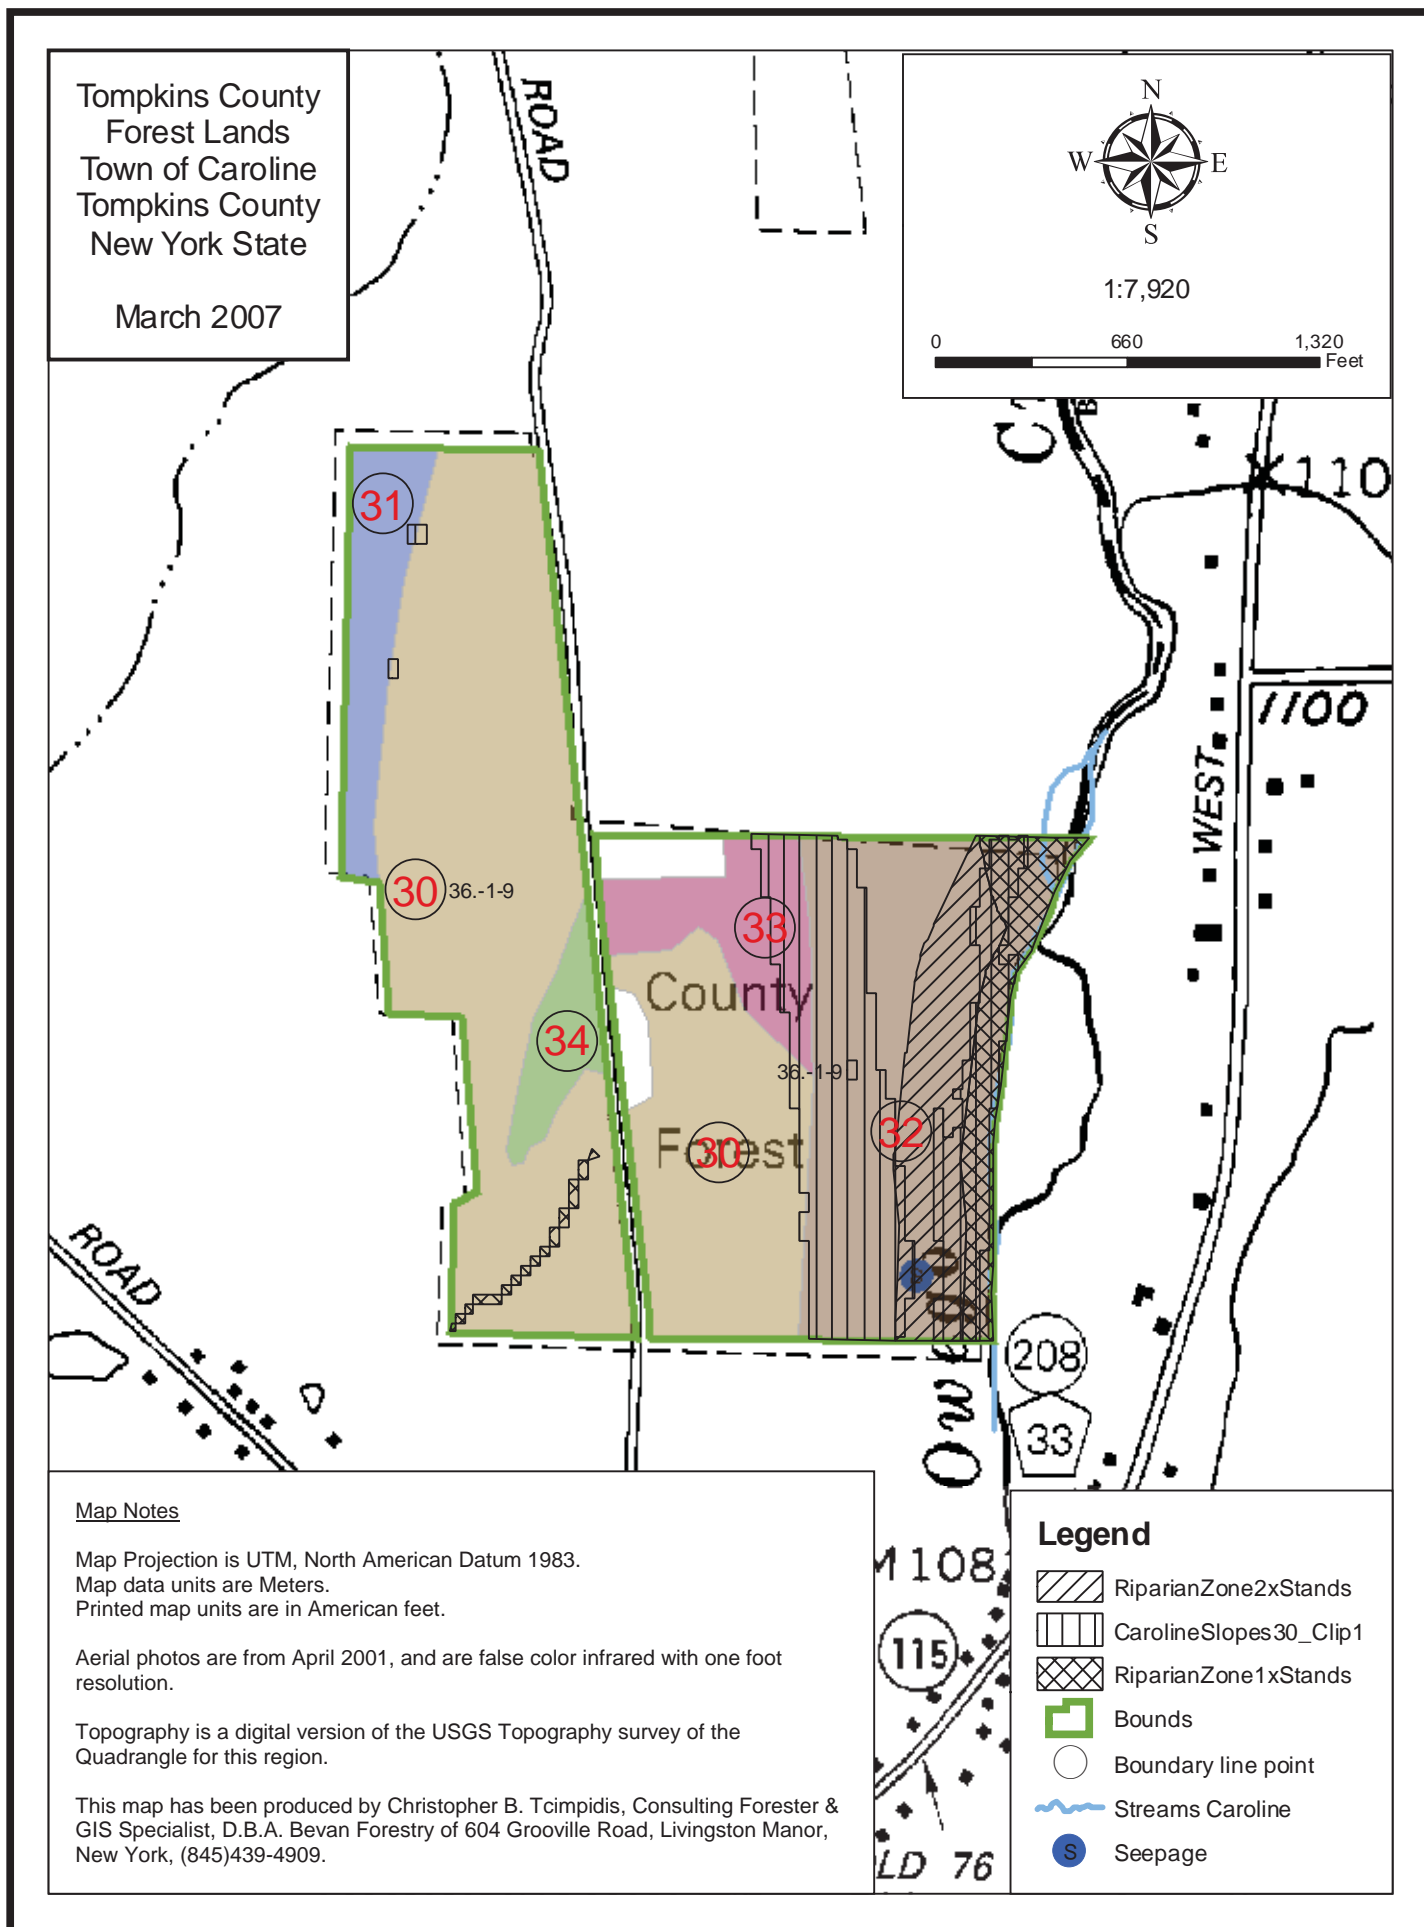 Tompkins County
Forest Lands
Town of Caroline
Tompkins County
New York State
March 2007
ROAD
N
W E
S
1:7,920
0 660 1,320
Feet
110
31
1100
WEST
30 36.-1-9
33
County
34
36.-1-9
32
Forest
30
S
ROAD
208
33
Map Notes
Map Projection is UTM, North American Datum 1983.
Map data units are Meters.
Printed map units are in American feet.
Aerial photos are from April 2001, and are false color infrared with one foot
resolution.
Topography is a digital version of the USGS Topography survey of the
Quadrangle for this region.
This map has been produced by Christopher B. Tcimpidis, Consulting Forester &
GIS Specialist, D.B.A. Bevan Forestry of 604 Grooville Road, Livingston Manor,
New York, (845)439-4909.
M108
115
LD 76
Legend
RiparianZone2xStands
CarolineSlopes30_Clip1
RiparianZone1xStands
Bounds
Boundary line point
Streams Caroline
S Seepage